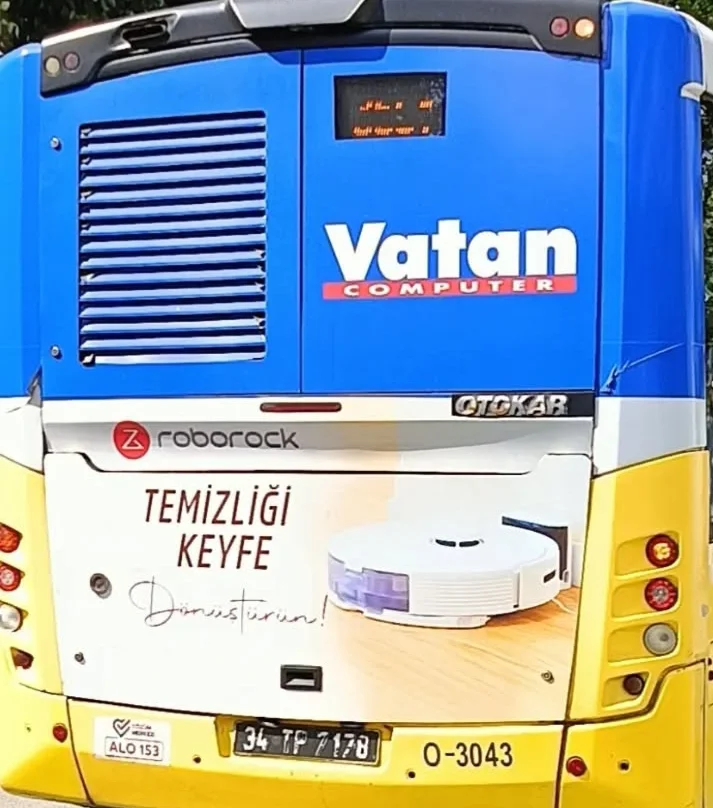 Vatan
COMPUTER
OTOKAR
roborock
TEMİZLİĞİ
KEYFE
Dönüştürün!
ALO 153
34 TP 7178
O-3043